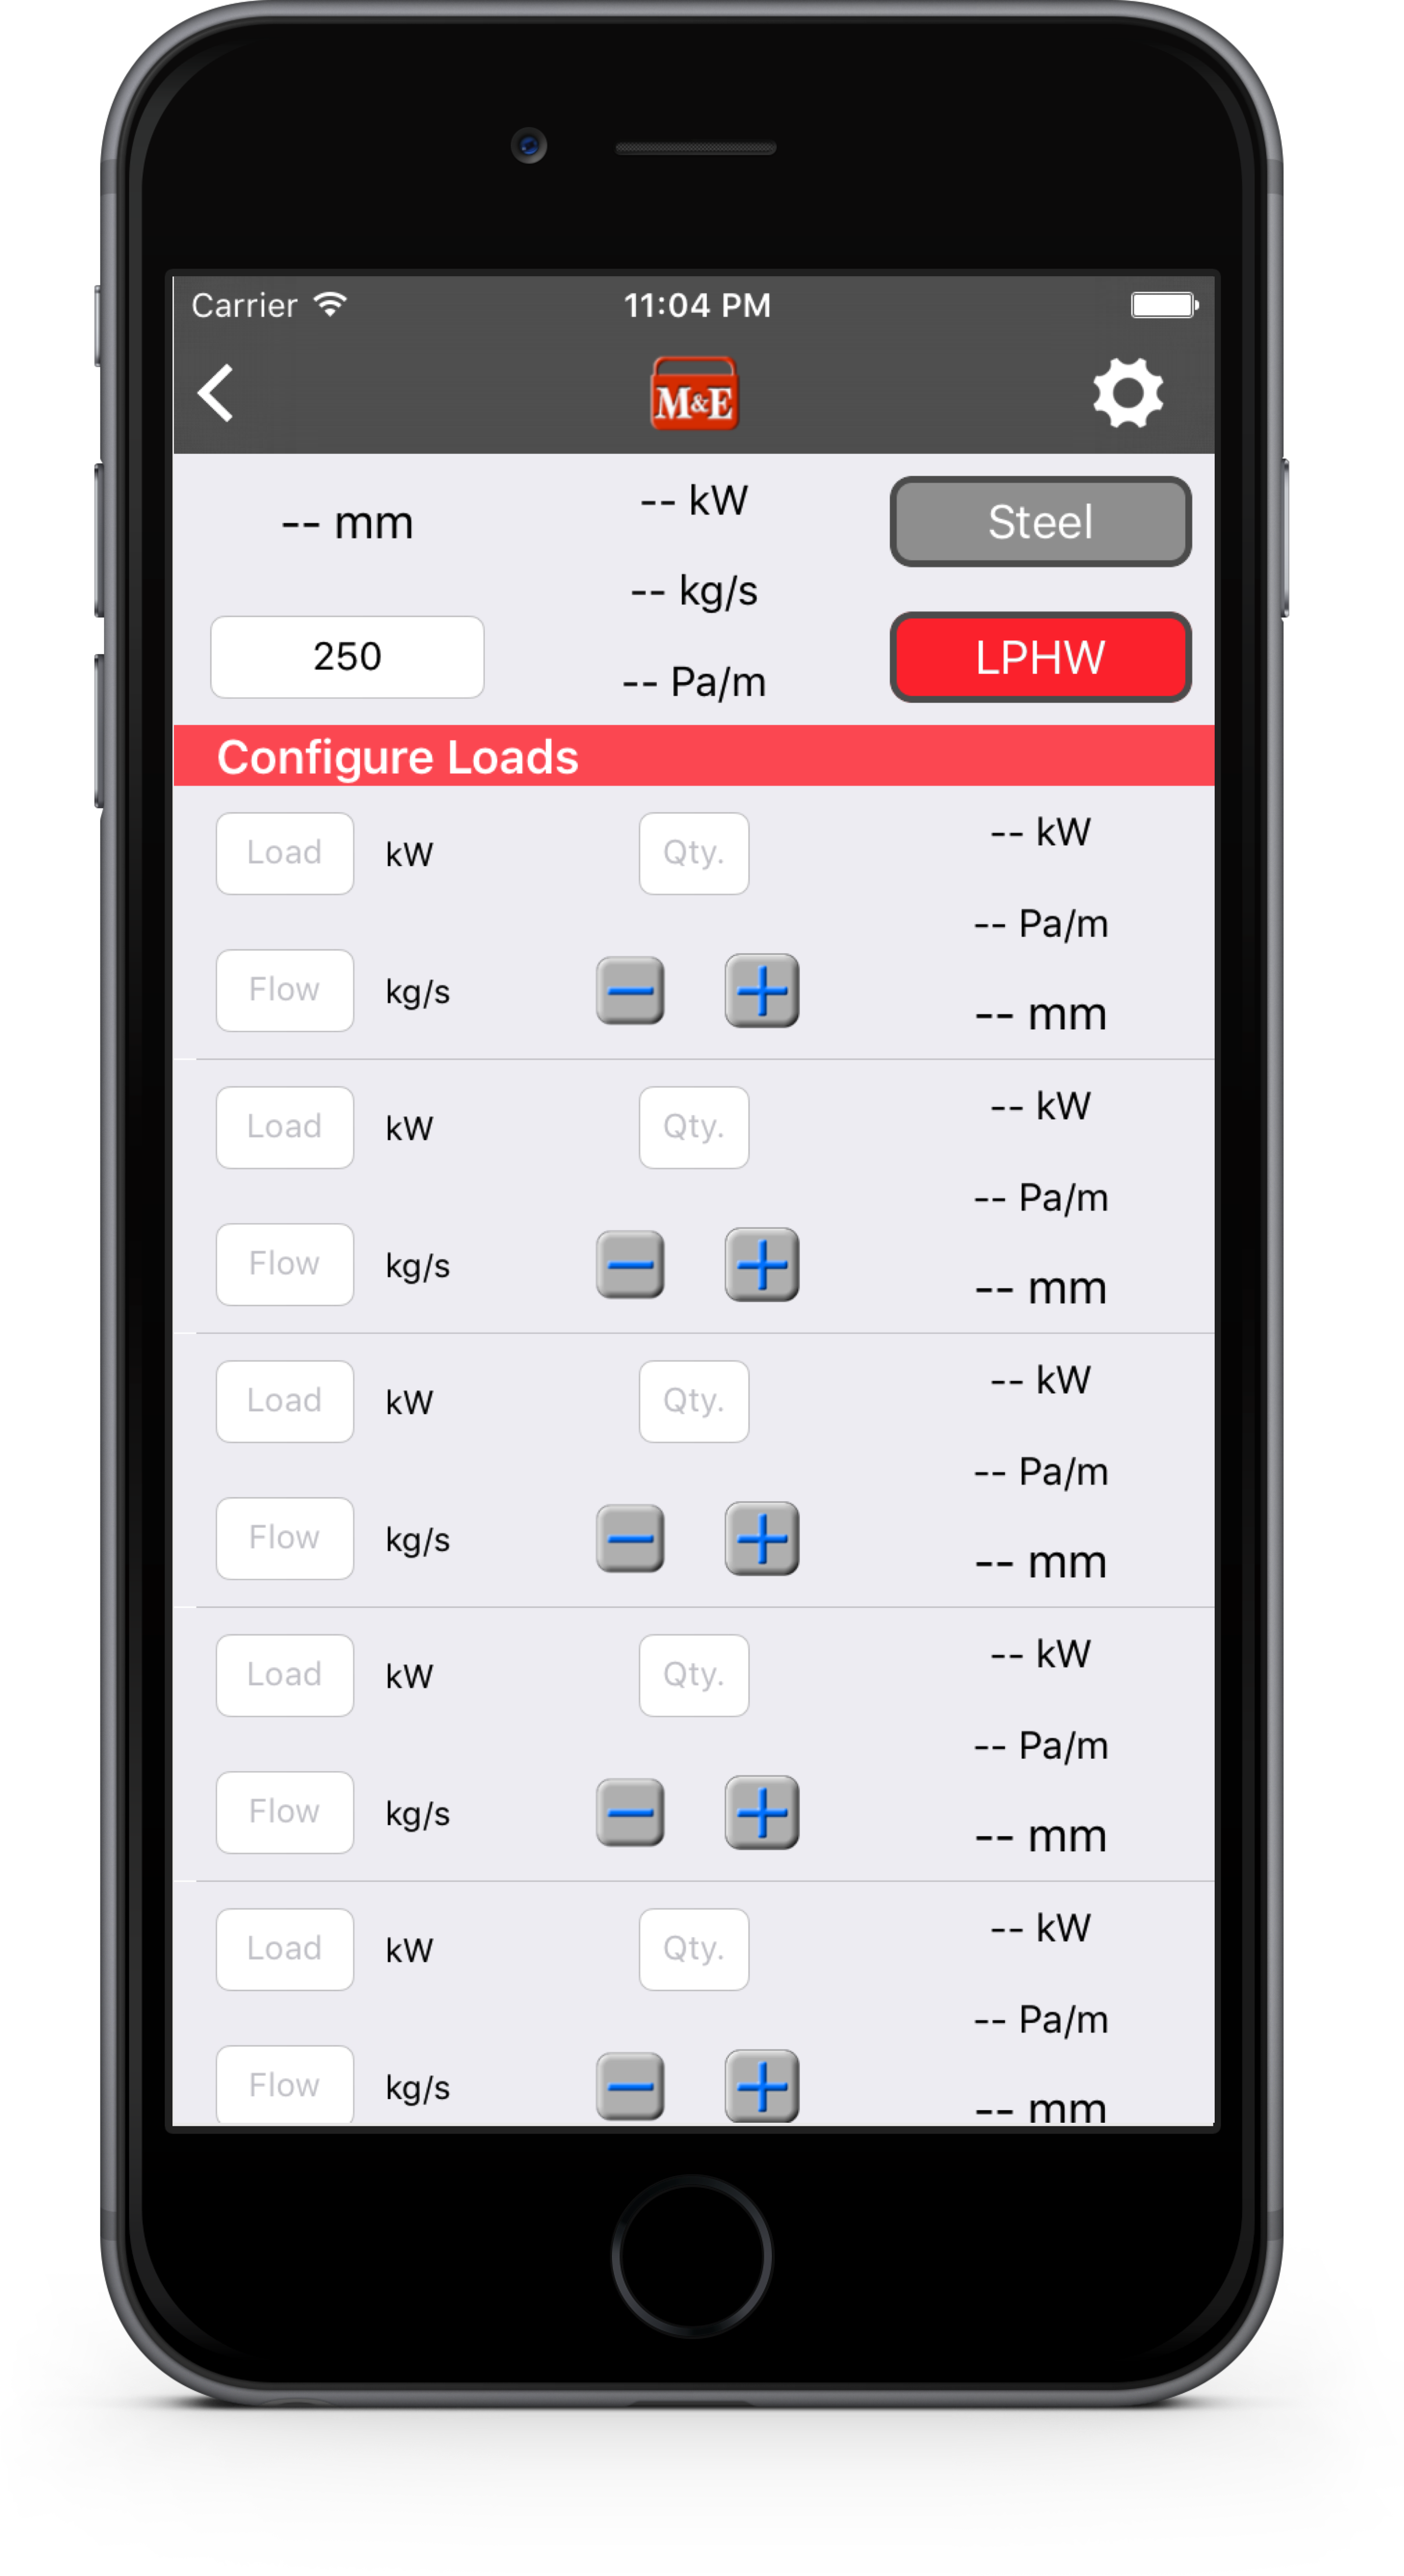 Carrier 11:04 PM
M&E
-- mm
-- kW
Steel
-- kg/s
250
-- Pa/m
LPHW
Configure Loads
Load kW Qty. -- kW
-- Pa/m
Flow kg/s -- mm
Load kW Qty. -- kW
-- Pa/m
Flow kg/s -- mm
Load kW Qty. -- kW
-- Pa/m
Flow kg/s -- mm
Load kW Qty. -- kW
-- Pa/m
Flow kg/s -- mm
Load kW Qty. -- kW
-- Pa/m
Flow kg/s -- mm